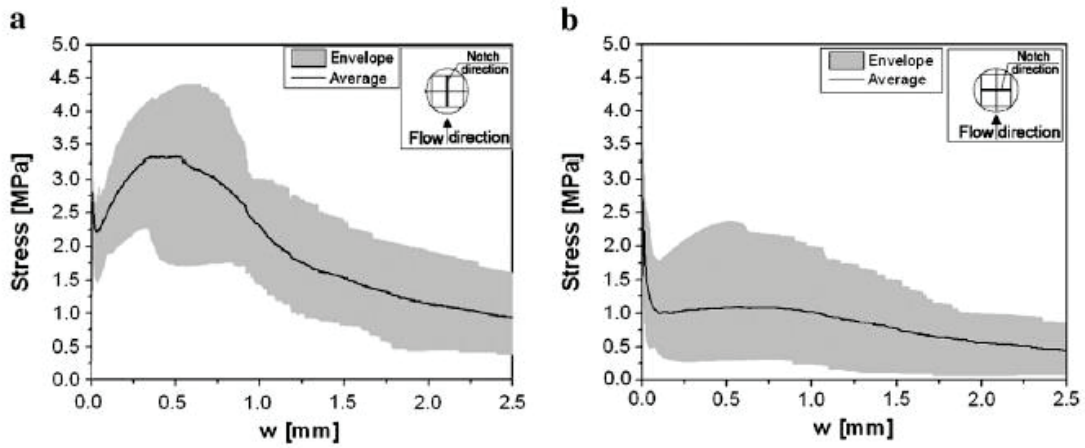 a
5.0
4.5
4.0
3.5
3.0
2.5
2.0
1.5
1.0
0.5
0.0
Stress [MPa]
Envelope
Average
Notch
direction
Flow direction
0.0 0.5 1.0 1.5 2.0 2.5
w [mm]
b
5.0
4.5
4.0
3.5
3.0
2.5
2.0
1.5
1.0
0.5
0.0
Stress [MPa]
Envelope
Average
Notch
direction
Flow direction
0.0 0.5 1.0 1.5 2.0 2.5
w [mm]